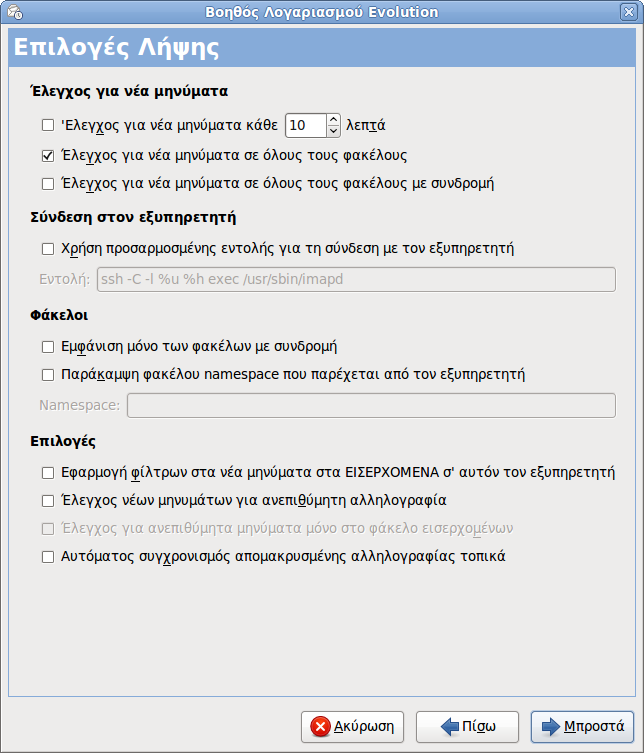 Βοηθός Λογαριασμού Evolution
Επιλογές Λήψης
Έλεγχος για νέα μηνύματα
'Ελεγχος για νέα μηνύματα κάθε 10 λεπτά
Έλεγχος για νέα μηνύματα σε όλους τους φακέλους
Έλεγχος για νέα μηνύματα σε όλους τους φακέλους με συνδρομή
Σύνδεση στον εξυπηρετητή
Χρήση προσαρμοσμένης εντολής για τη σύνδεση με τον εξυπηρετητή
Εντολή: ssh -C -l %u %h exec /usr/sbin/imapd
Φάκελοι
Εμφάνιση μόνο των φακέλων με συνδρομή
Παράκαμψη φακέλου namespace που παρέχεται από τον εξυπηρετητή
Namespace:
Επιλογές
Εφαρμογή φίλτρων στα νέα μηνύματα στα ΕΙΣΕΡΧΟΜΕΝΑ σ' αυτόν τον εξυπηρετητή
Έλεγχος νέων μηνυμάτων για ανεπιθύμητη αλληλογραφία
Έλεγχος για ανεπιθύμητα μηνύματα μόνο στο φάκελο εισερχομένων
Αυτόματος συγχρονισμός απομακρυσμένης αλληλογραφίας τοπικά
Ακύρωση Πίσω Μπροστά